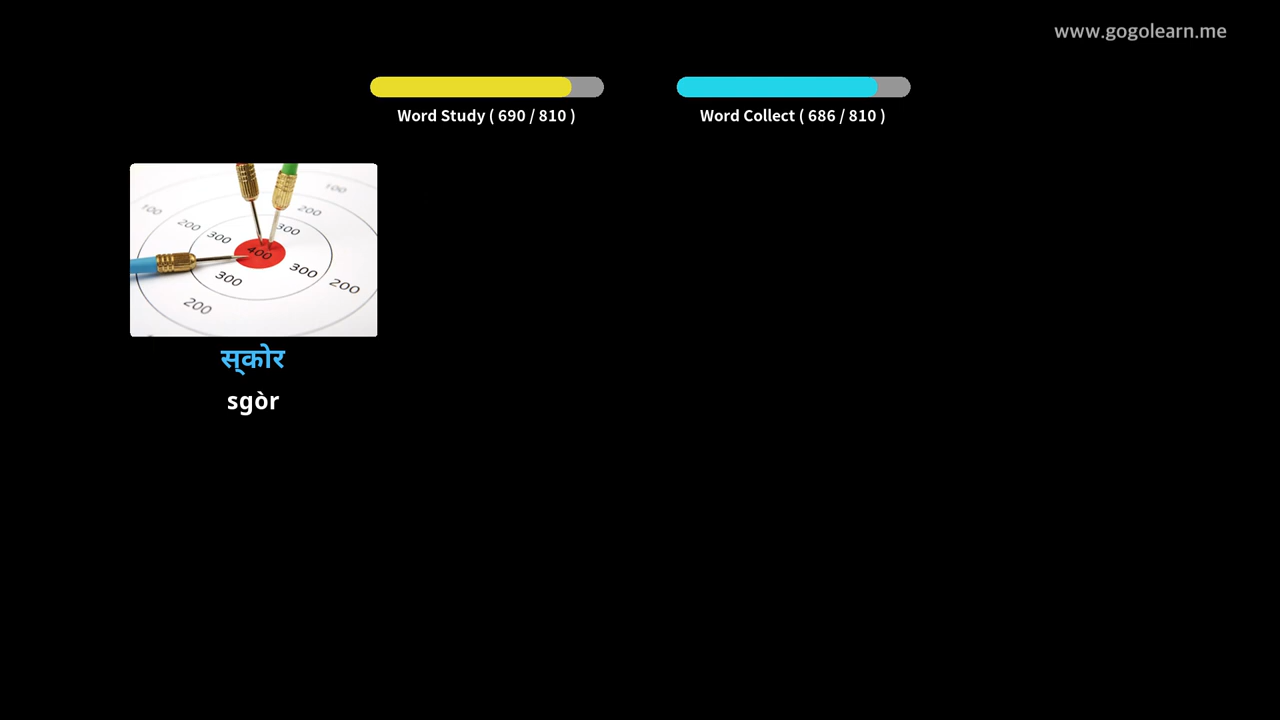 www.gogolearn.me
Word Study ( 690 / 810 )
Word Collect ( 686 / 810 )
100
100
200
200
300
300
400
300
300
200
200
स्कोर
sgòr